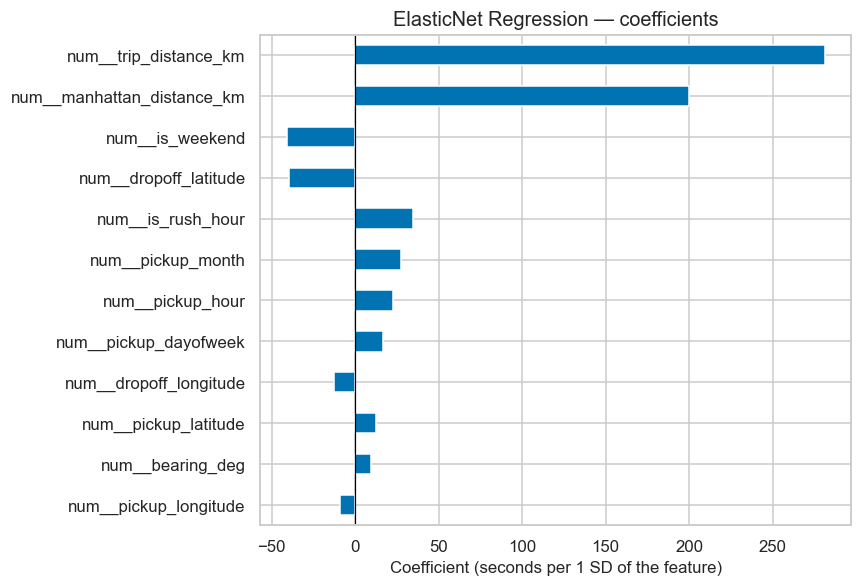 ElasticNet Regression — coefficients
num__trip_distance_km
num__manhattan_distance_km
num__is_weekend
num__dropoff_latitude
num__is_rush_hour
num__pickup_month
num__pickup_hour
num__pickup_dayofweek
num__dropoff_longitude
num__pickup_latitude
num__bearing_deg
num__pickup_longitude
−50 0 50 100 150 200 250
Coefficient (seconds per 1 SD of the feature)